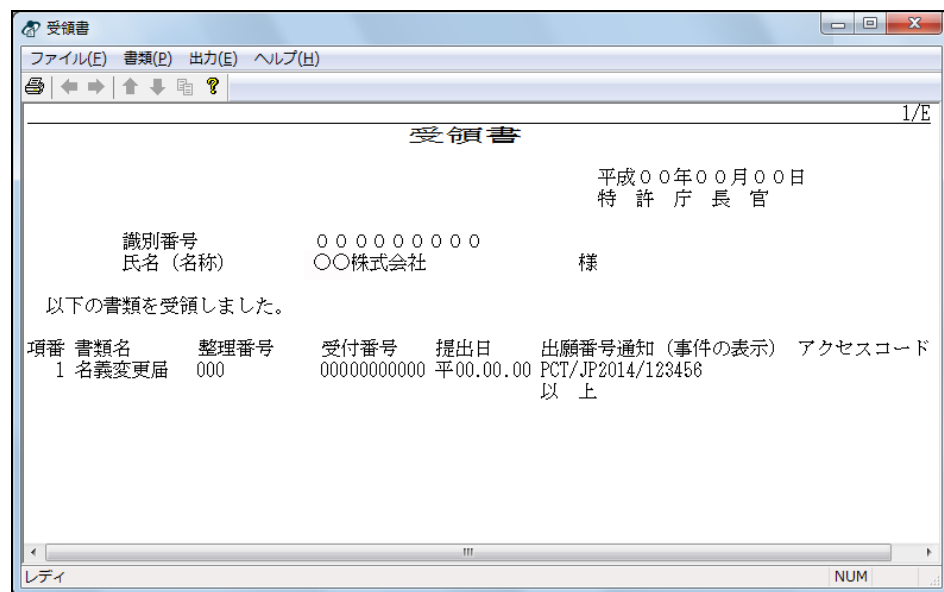 受領書
ファイル(F) 書類(P) 出力(E) ヘルプ(H)
1/E
受領書
平成００年００月００日
特 許 庁 長 官
識別番号 ０００００００００
氏名（名称） ○○株式会社 様
以下の書類を受領しました。
項番 書類名 整理番号 受付番号 提出日 出願番号通知（事件の表示） アクセスコード
1 名義変更届 000 00000000000 平00.00.00 PCT/JP2014/123456
以 上
レディ NUM